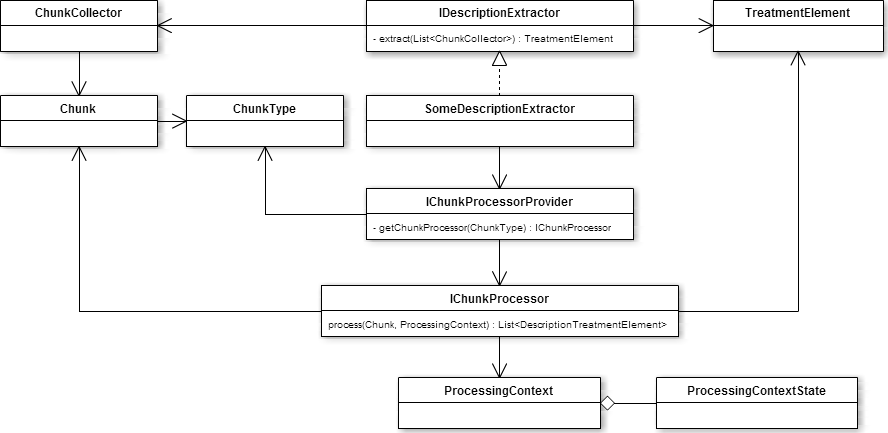 ChunkCollector
IDescriptionExtractor
- extract(List<ChunkCollector>) : TreatmentElement
TreatmentElement
Chunk
ChunkType
SomeDescriptionExtractor
IChunkProcessorProvider
- getChunkProcessor(ChunkType) : IChunkProcessor
IChunkProcessor
process(Chunk, ProcessingContext) : List<DescriptionTreatmentElement>
ProcessingContext
ProcessingContextState